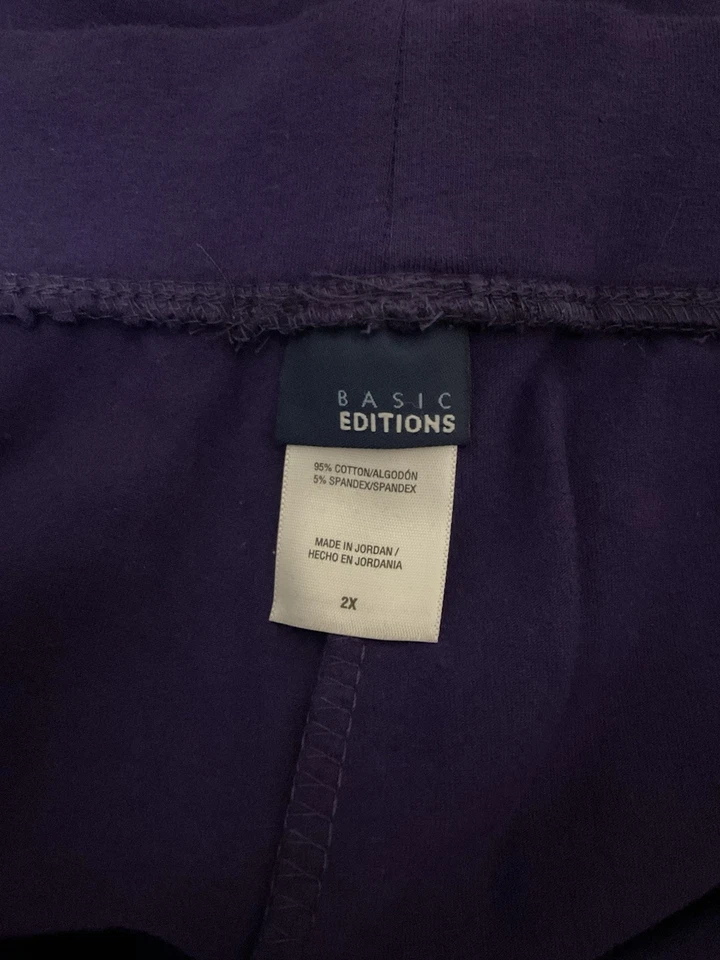 BASIC
EDITIONS
95% COTTON/ALGODÓN
5% SPANDEX/SPANDEX
MADE IN JORDAN /
HECHO EN JORDANIA
2X